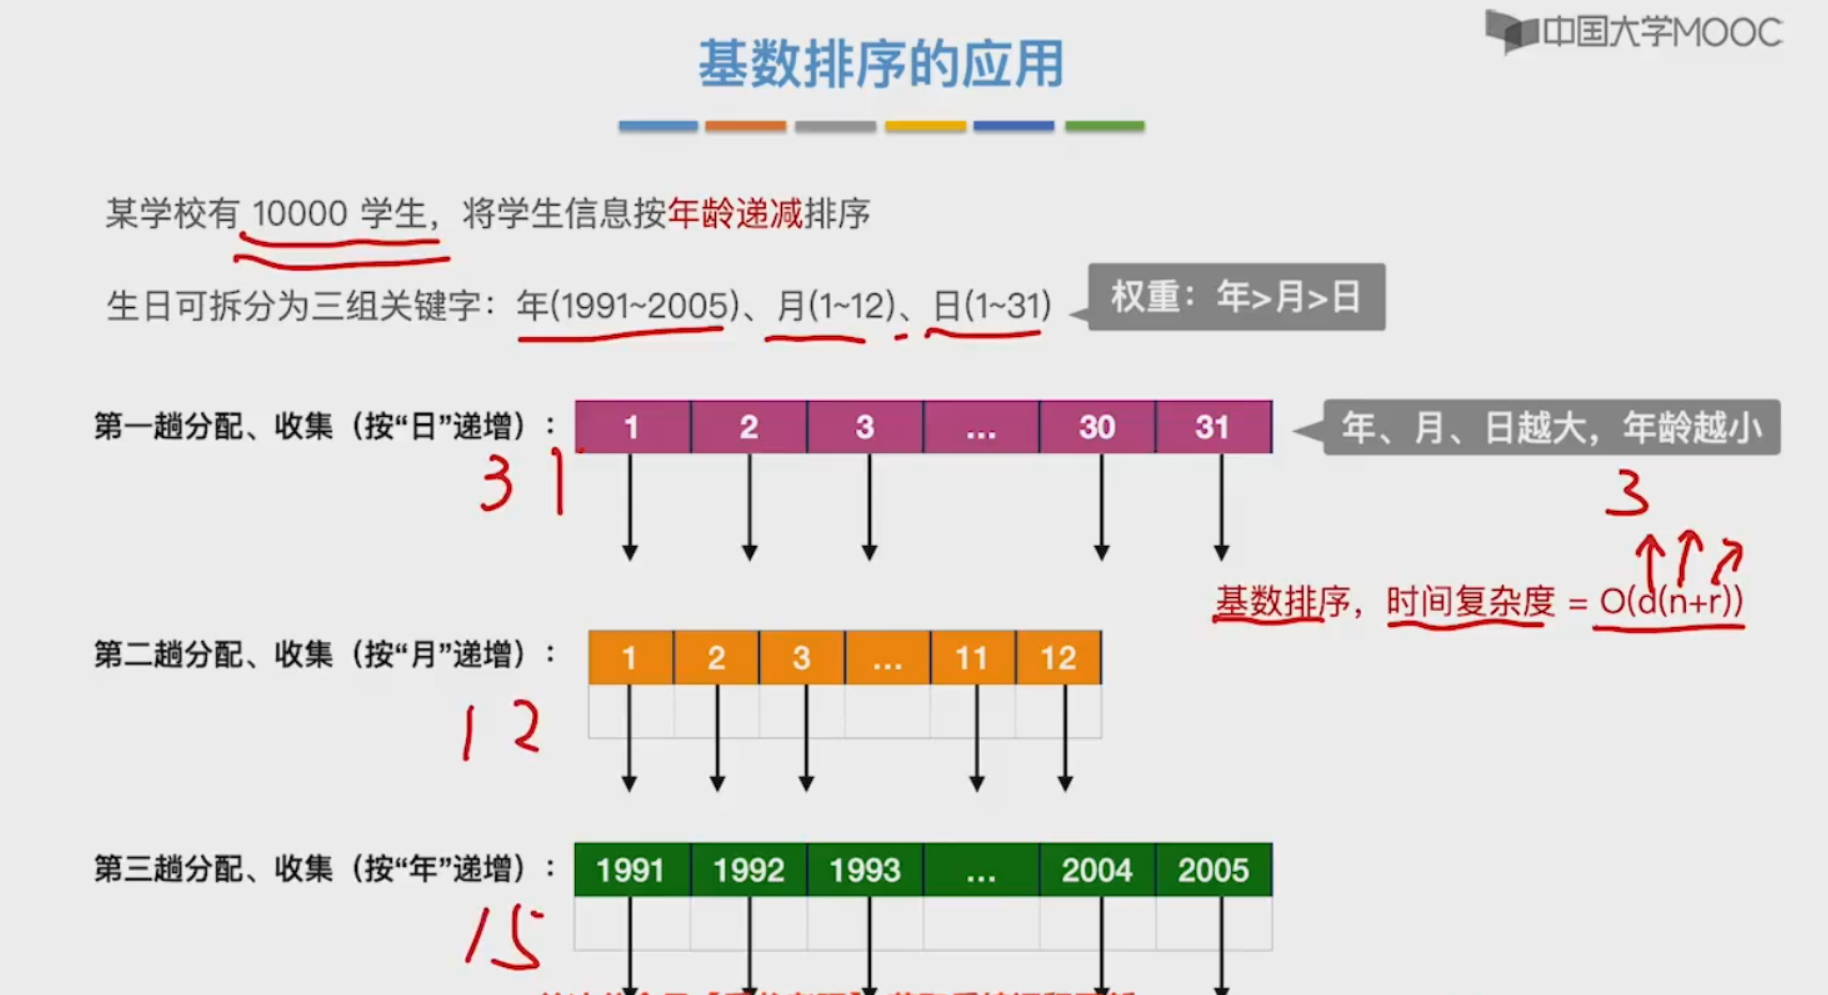 中国大学MOOC
基数排序的应用
某学校有 10000 学生，将学生信息按年龄递减排序
生日可拆分为三组关键字：年(1991~2005)、月(1~12)、日(1~31)
权重：年>月>日
第一趟分配、收集（按“日”递增）：
1 2 3 ... 30 31
年、月、日越大，年龄越小
31
3
基数排序，时间复杂度 = O(d(n+r))
第二趟分配、收集（按“月”递增）：
1 2 3 ... 11 12
12
第三趟分配、收集（按“年”递增）：
1991 1992 1993 ... 2004 2005
15